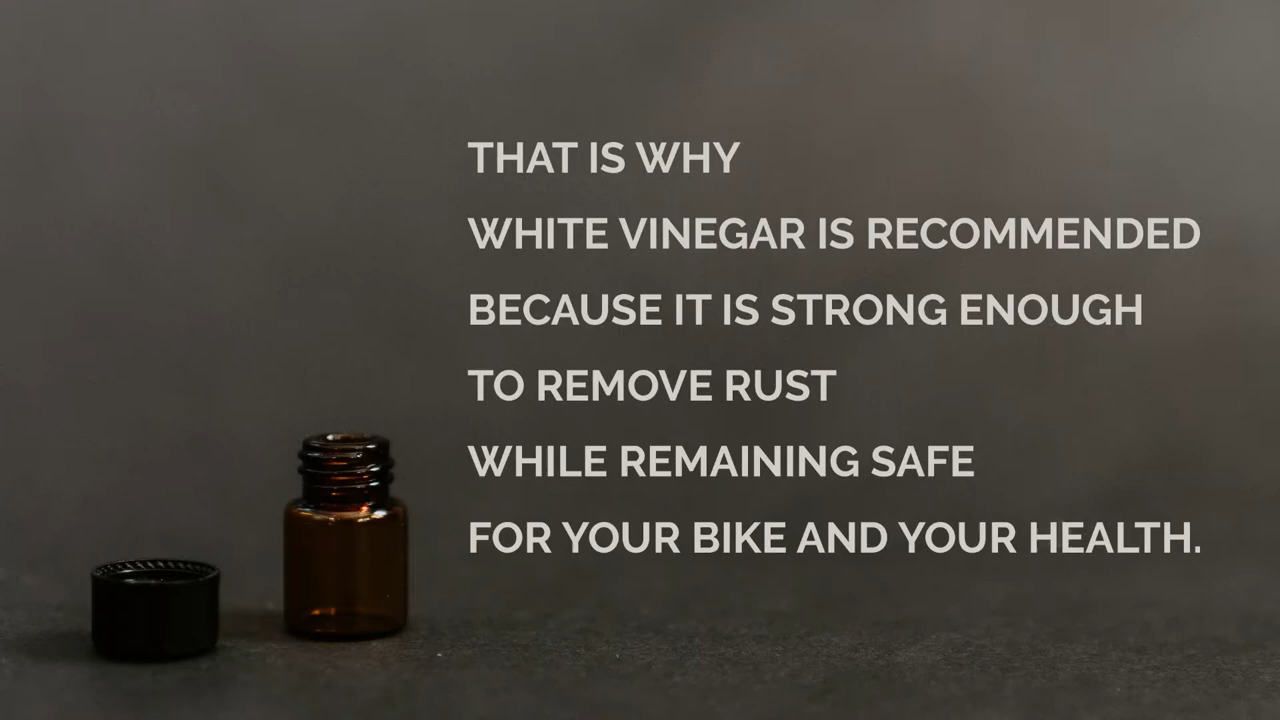 THAT IS WHY
WHITE VINEGAR IS RECOMMENDED
BECAUSE IT IS STRONG ENOUGH
TO REMOVE RUST
WHILE REMAINING SAFE
FOR YOUR BIKE AND YOUR HEALTH.